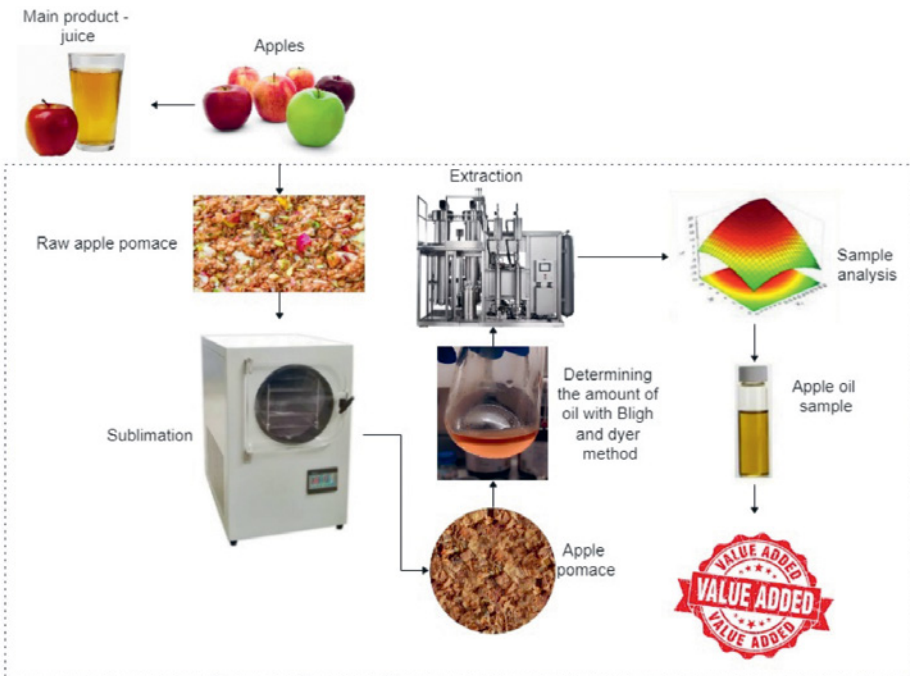 Main product -
juice
Apples
Extraction
Raw apple pomace
Sample
analysis
Sublimation
Determining
the amount of
oil with Bligh
and dyer
method
Apple oil
sample
Apple
pomace
VALUE ADDED
VALUE ADDED
VALUE ADDED